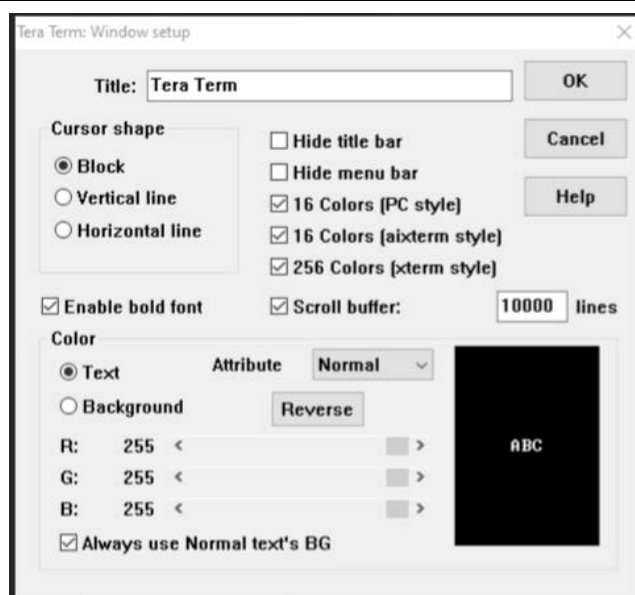 Tera Term: Window setup
Title: Tera Term
OK
Cursor shape
Hide title bar
Cancel
Block
Hide menu bar
Vertical line
16 Colors (PC style)
Help
Horizontal line
16 Colors (aixterm style)
256 Colors (xterm style)
Enable bold font
Scroll buffer: 10000 lines
Color
Text
Attribute Normal
Background
Reverse
R: 255
ABC
G: 255
B: 255
Always use Normal text's BG